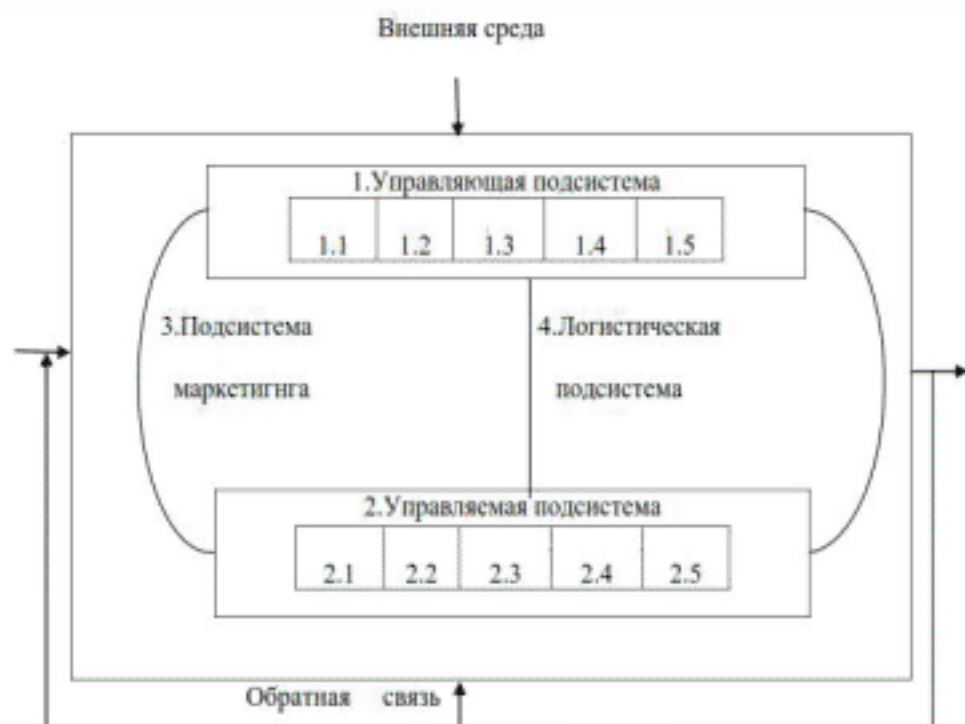 Внешняя среда
1.Управляющая подсистема
1.1 1.2 1.3 1.4 1.5
3.Подсистема
маркетигнга
4.Логистическая
подсистема
2.Управляемая подсистема
2.1 2.2 2.3 2.4 2.5
Обратная связь